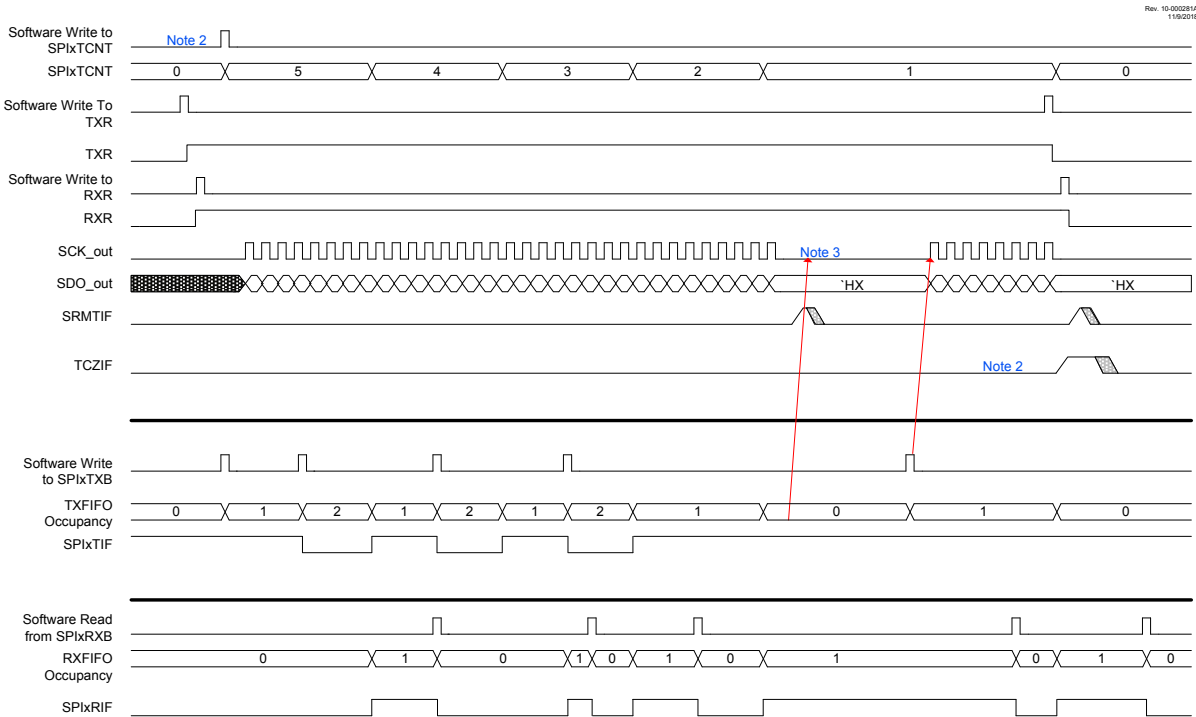 Rev. 10-000281A
11/9/2018
Software Write to
SPIxTCNT
Note 2
SPIxTCNT
0 5 4 3 2 1 0
Software Write To
TXR
TXR
Software Write to
RXR
RXR
SCK_out
Note 3
SDO_out
`HX `HX
SRMTIF
TCZIF
Note 2
Software Write
to SPIxTXB
TXFIFO
Occupancy
0 1 2 1 2 1 2 1 0 1 0
SPIxTIF
Software Read
from SPIxRXB
RXFIFO
Occupancy
0 1 0 1 0 1 0 1 0 1 0
SPIxRIF